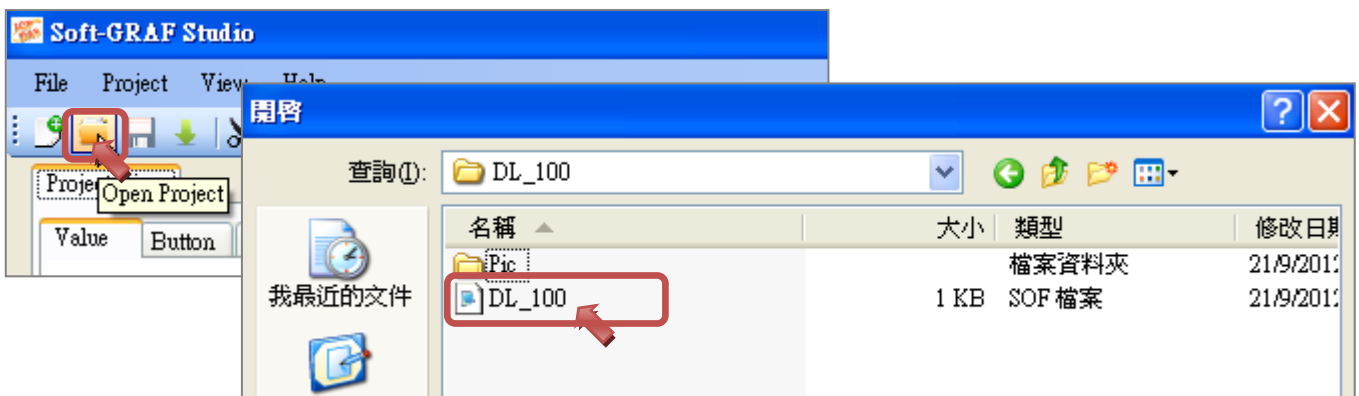 Soft-GRAF Studio
File Project View Help
開啓
查詢(I): DL_100
Open Project
Value Button
名稱 大小 類型 修改日期
Pic 檔案資料夾 21/9/2012
我最近的文件
DL_100 1 KB SOF 檔案 21/9/2012